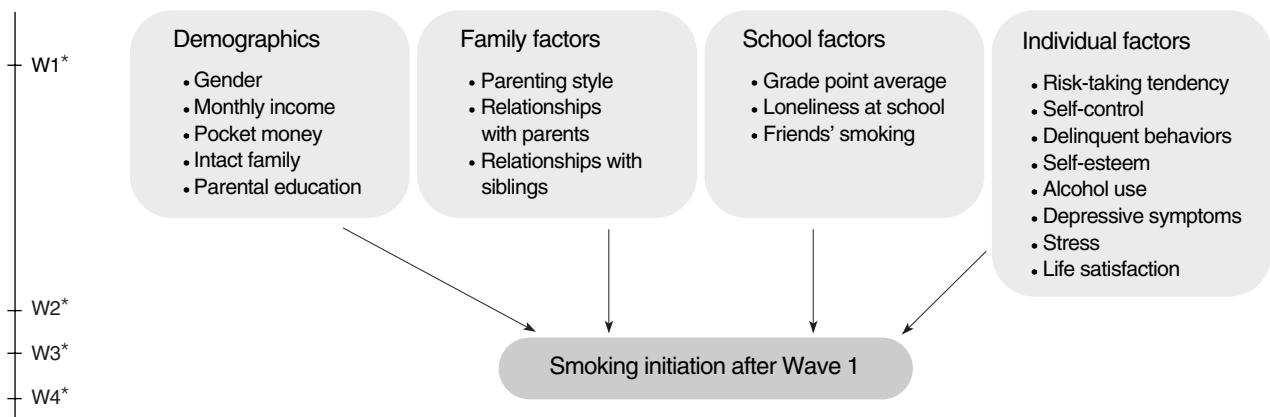 W1*
W2*
W3*
W4*
Demographics
• Gender
• Monthly income
• Pocket money
• Intact family
• Parental education
Family factors
• Parenting style
• Relationships
with parents
• Relationships with
siblings
School factors
• Grade point average
• Loneliness at school
• Friends’ smoking
Individual factors
• Risk-taking tendency
• Self-control
• Delinquent behaviors
• Self-esteem
• Alcohol use
• Depressive symptoms
• Stress
• Life satisfaction
Smoking initiation after Wave 1